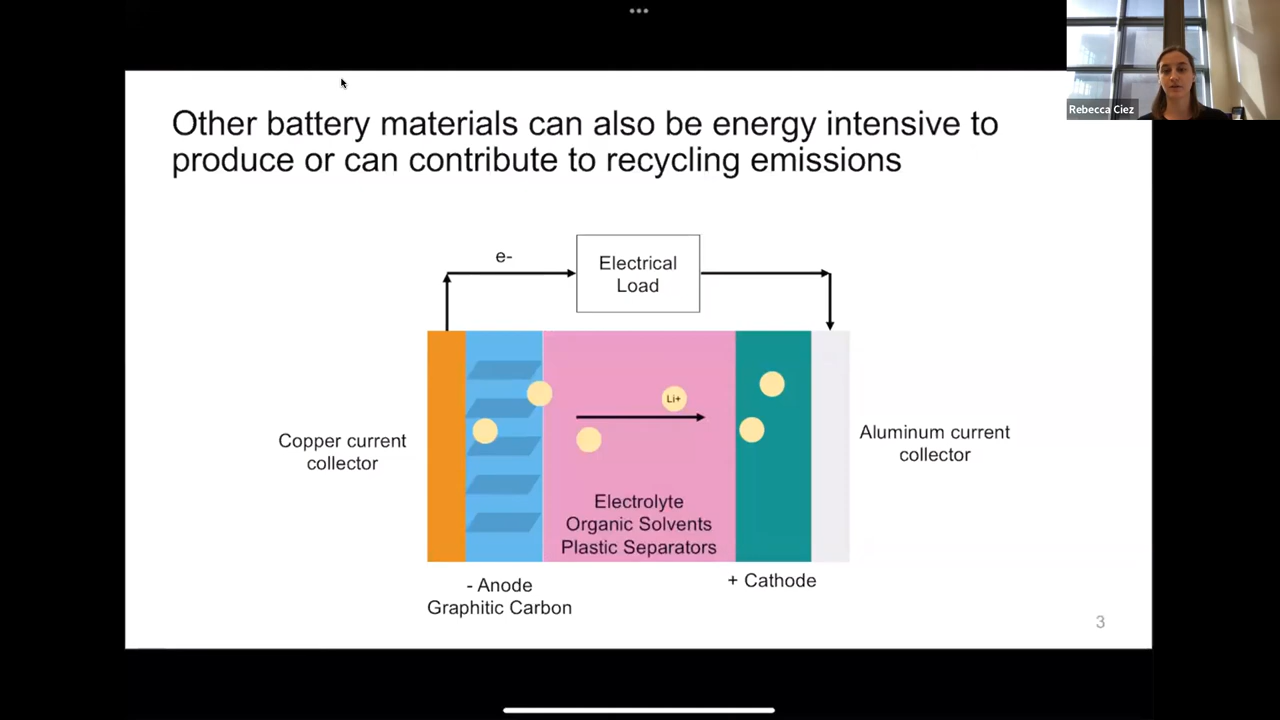 Rebecca Ciez
Other battery materials can also be energy intensive to
produce or can contribute to recycling emissions
e-
Electrical
Load
Li+
Copper current
collector
Aluminum current
collector
Electrolyte
Organic Solvents
Plastic Separators
- Anode
Graphitic Carbon
+ Cathode
3